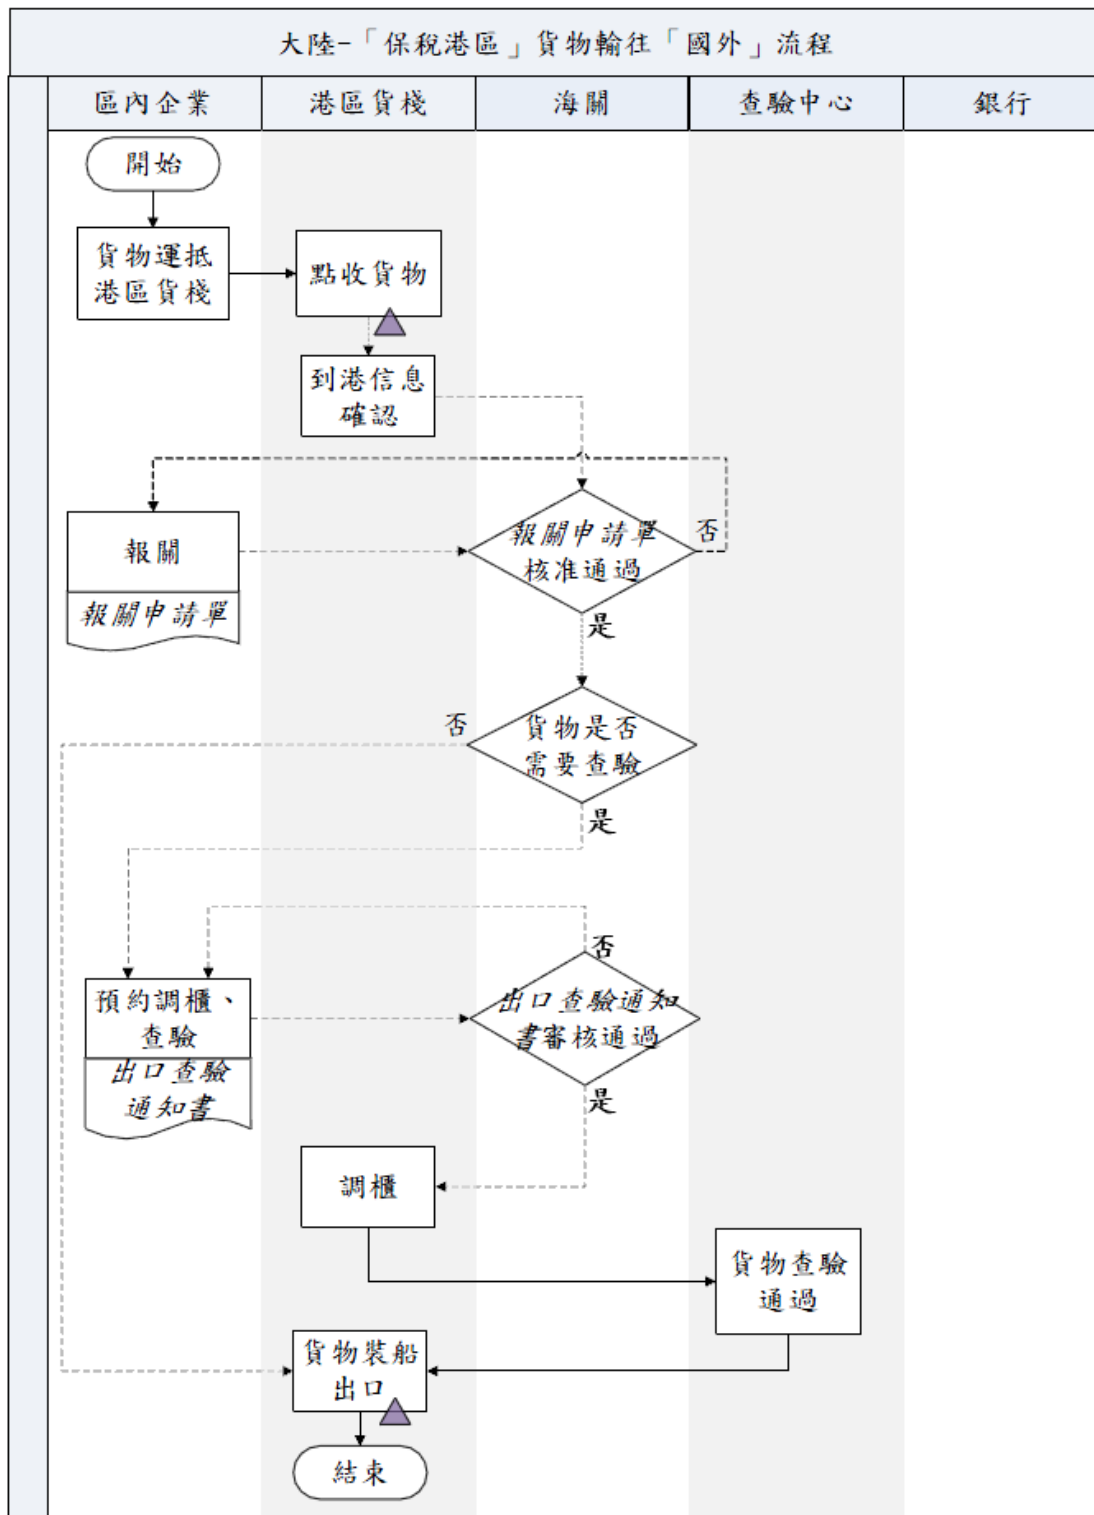 大陸-「保稅港區」貨物輸往「國外」流程
區內企業
港區貨棧
海關
查驗中心
銀行
開始
貨物運抵
港區貨棧
點收貨物
到港信息
確認
報關
報關申請單
報關申請單
核准通過
否
是
貨物是否
需要查驗
否
是
預約調櫃、
查驗
出口查驗
通知書
否
出口查驗通知
書審核通過
是
調櫃
貨物查驗
通過
貨物裝船
出口
結束